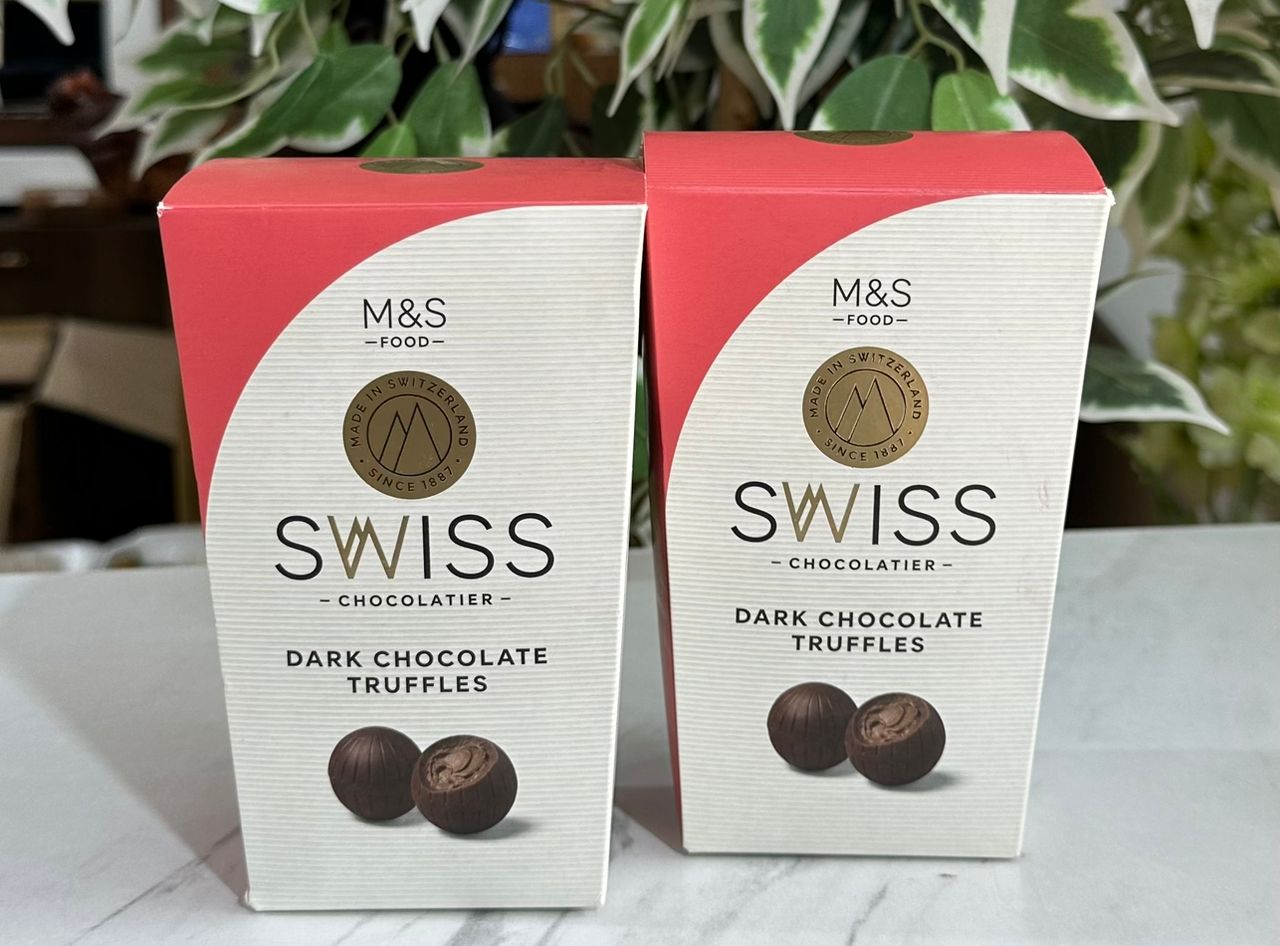 M&S
—FOOD—
MADE IN SWITZERLAND
· SINCE 1887 ·
SWISS
– CHOCOLATIER –
DARK CHOCOLATE
TRUFFLES
M&S
—FOOD—
MADE IN SWITZERLAND
· SINCE 1887 ·
SWISS
– CHOCOLATIER –
DARK CHOCOLATE
TRUFFLES